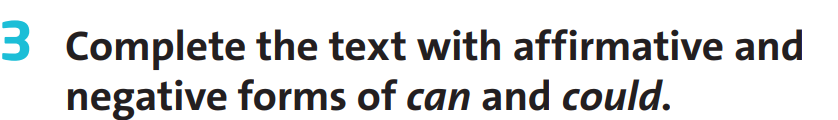 3 Complete the text with affirmative and
negative forms of can and could.